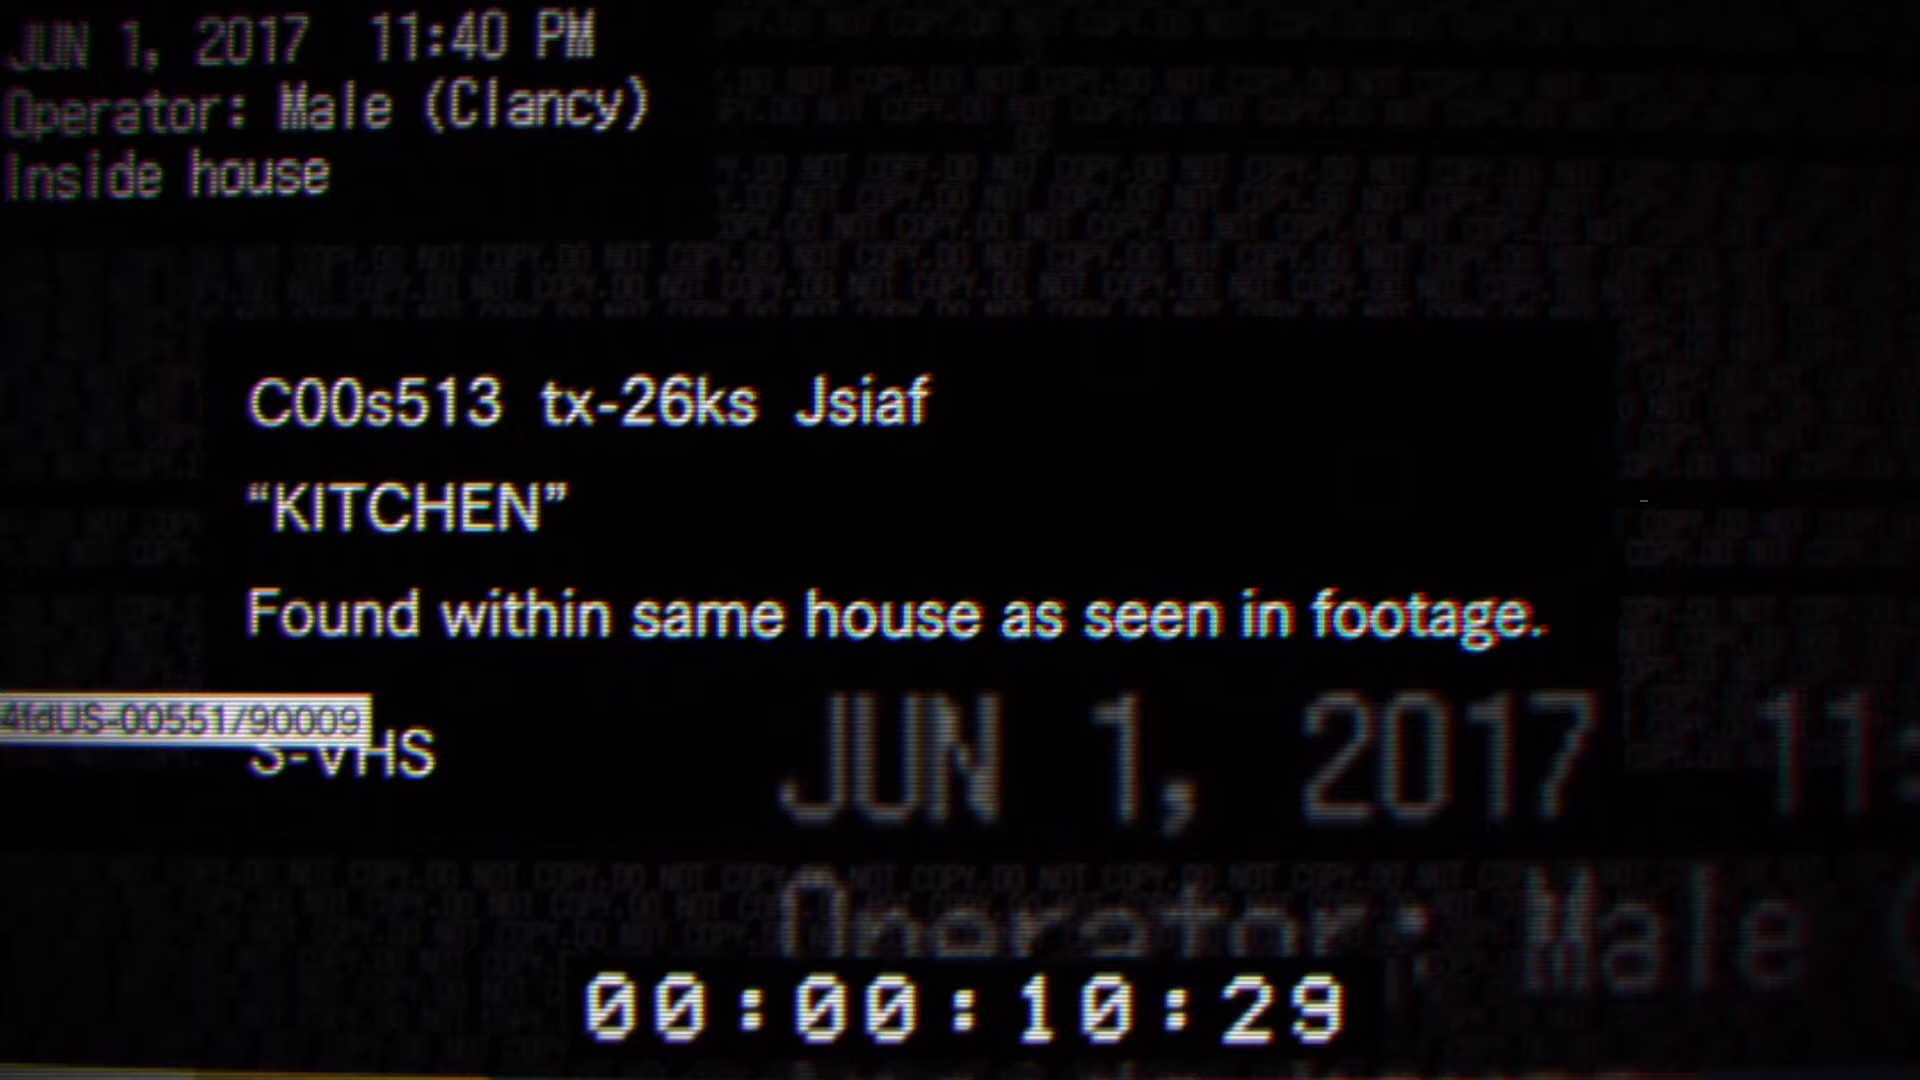 JUN 1, 2017 11:40 PM
Operator: Male (Clancy)
Inside house
C00s513 tx-26ks Jsiaf
“KITCHEN”
Found within same house as seen in footage.
4fdUS-00551/90009
S-VHS
JUN 1, 2017 11:
Operator: Male (
00:00:10:29